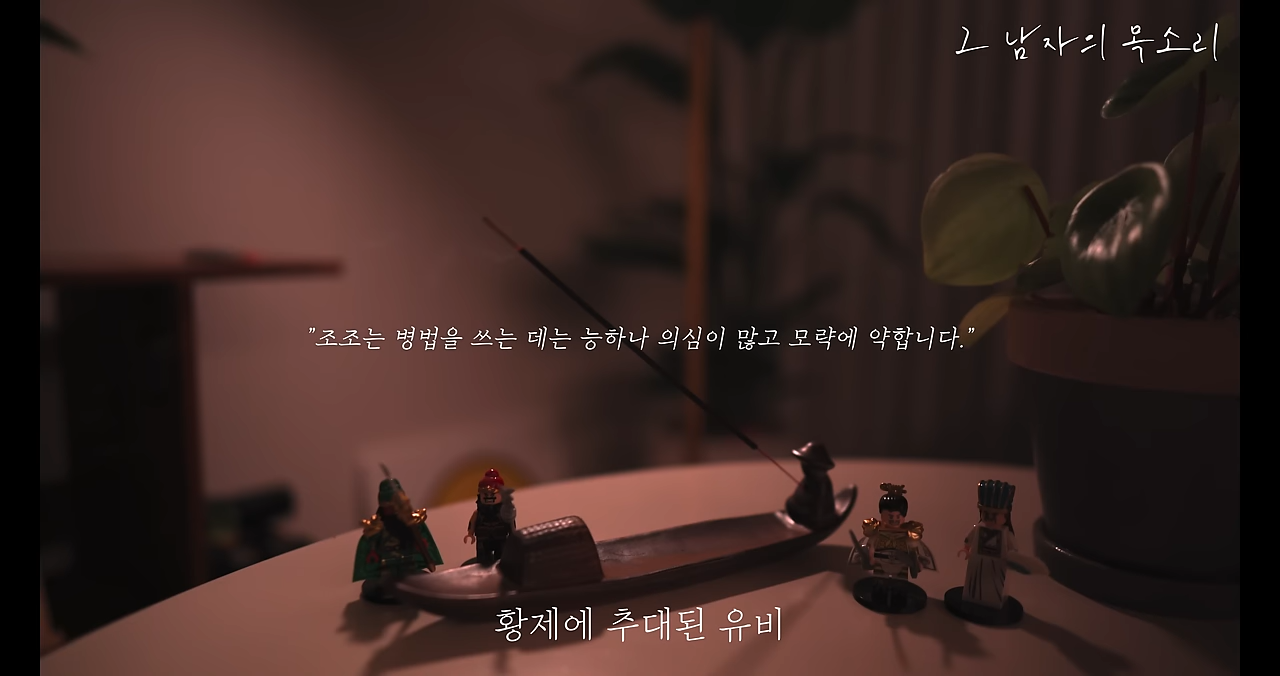 그 남자의 목소리
"조조는 병법을 쓰는 데는 능하나 의심이 많고 모략에 약합니다."
황제에 추대된 유비